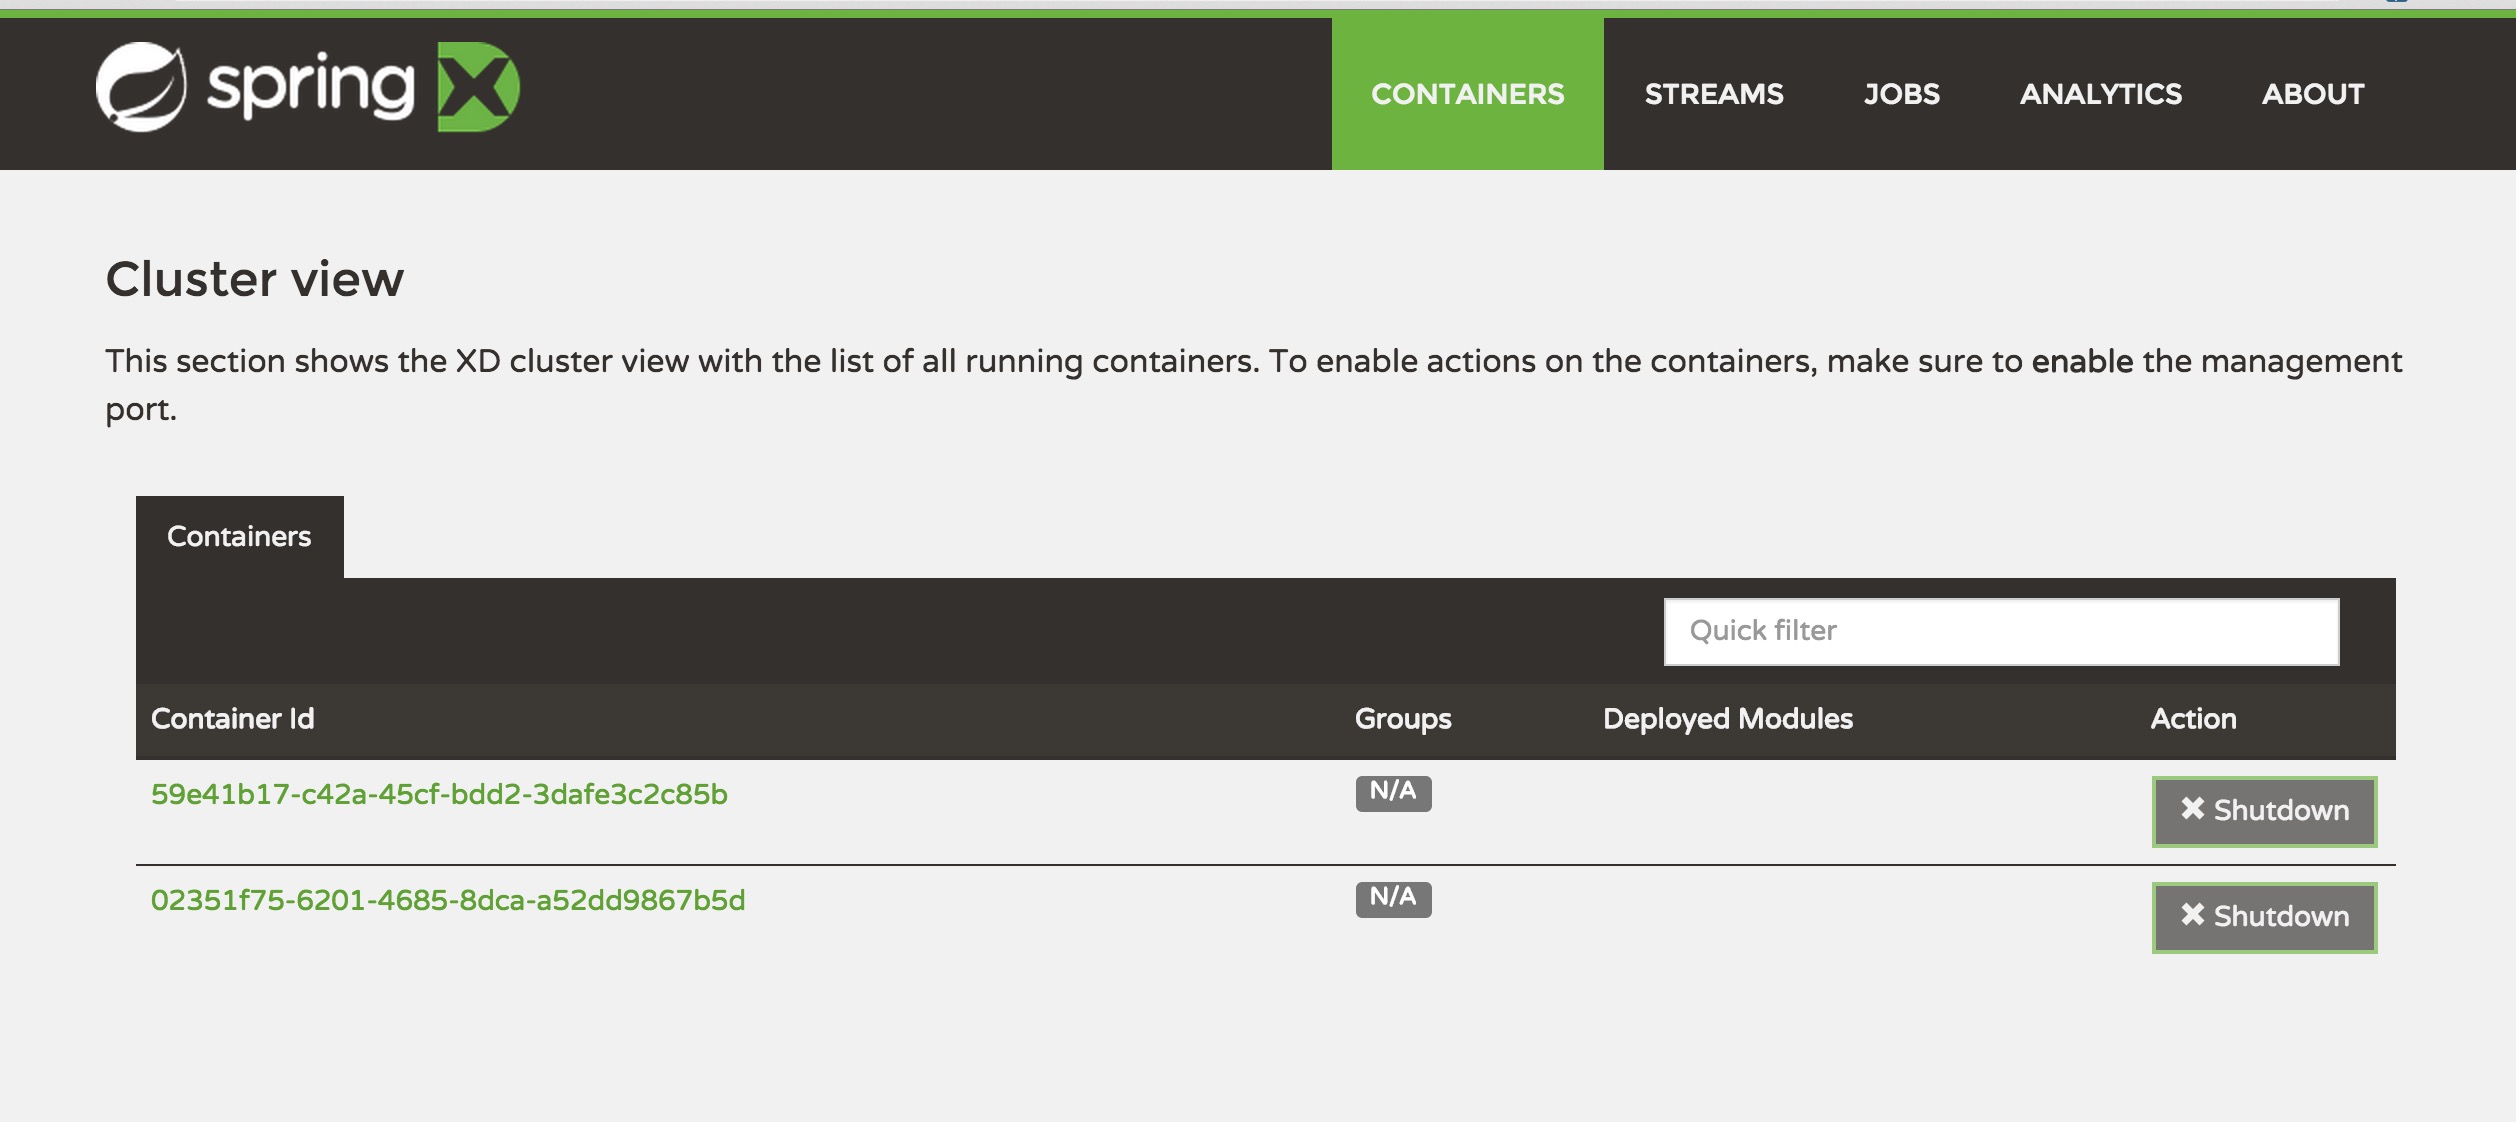 spring XD
CONTAINERS STREAMS JOBS ANALYTICS ABOUT
Cluster view
This section shows the XD cluster view with the list of all running containers. To enable actions on the containers, make sure to enable the management
port.
Containers
Quick filter
Container Id Groups Deployed Modules Action
59e41b17-c42a-45cf-bdd2-3dafe3c2c85b N/A Shutdown
02351f75-6201-4685-8dca-a52dd9867b5d N/A Shutdown